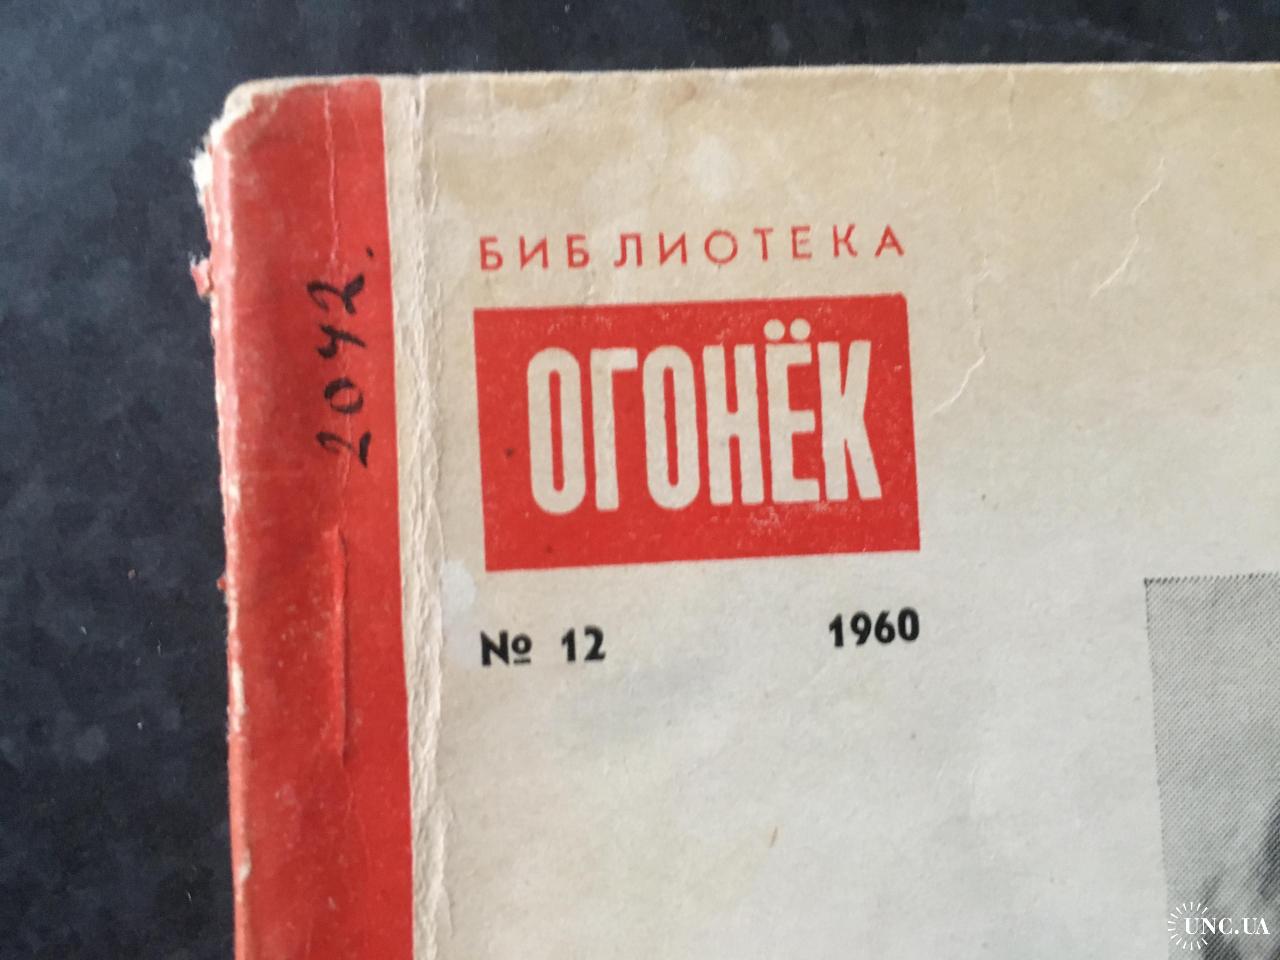 БИБЛИОТЕКА
ОГОНЁК
№ 12 1960
2042.
UNC.UA